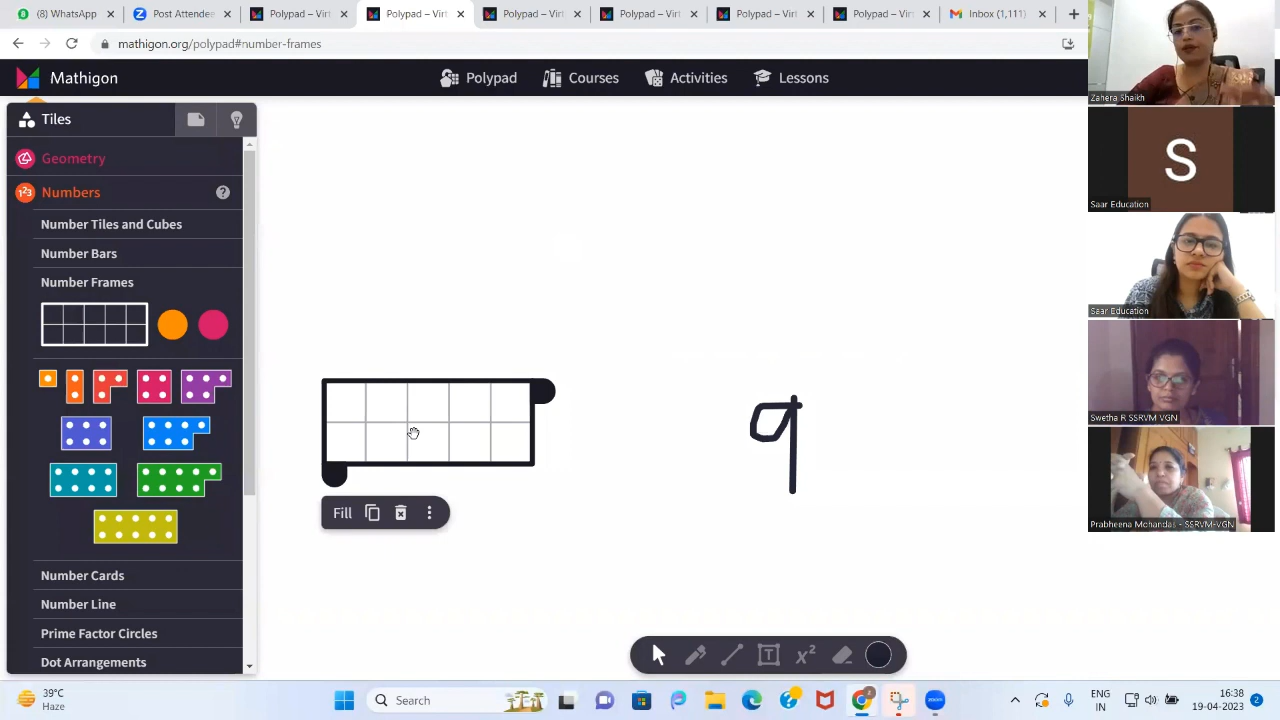 (8) WhatsApp
Post Attende
Polypad – Virt
Polypad – Virt
Polypad – Virt
Polypad – Virt
Polypad – Virt
Polypad – Virt
Inbox (1,111)
mathigon.org/polypad#number-frames
Mathigon
Polypad
Courses
Activities
Lessons
Tiles
Geometry
Numbers
Number Tiles and Cubes
Number Bars
Number Frames
Number Cards
Number Line
Prime Factor Circles
Dot Arrangements
Fill
9
T
x²
Zahera Shaikh
S
Saar Education
Saar Education
Swetha R SSRVM VGN
Prabheena Mohandas - SSRVM-VGN
39°C
Haze
Search
ENG
IN
16:38
19-04-2023
2